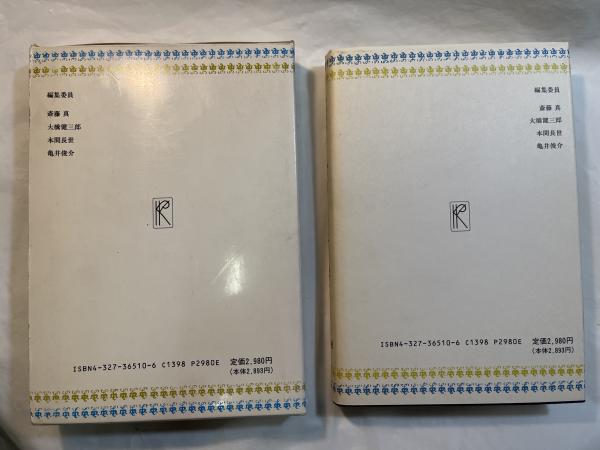 編集委員
斎藤 真
大橋健三郎
本間長世
亀井俊介
ISBN4-327-36510-6 C1398 P2980E 定価2,980円
(本体2,893円)
編集委員
斎藤 真
大橋健三郎
本間長世
亀井俊介
ISBN4-327-36510-6 C1398 P2980E 定価2,980円
(本体2,893円)